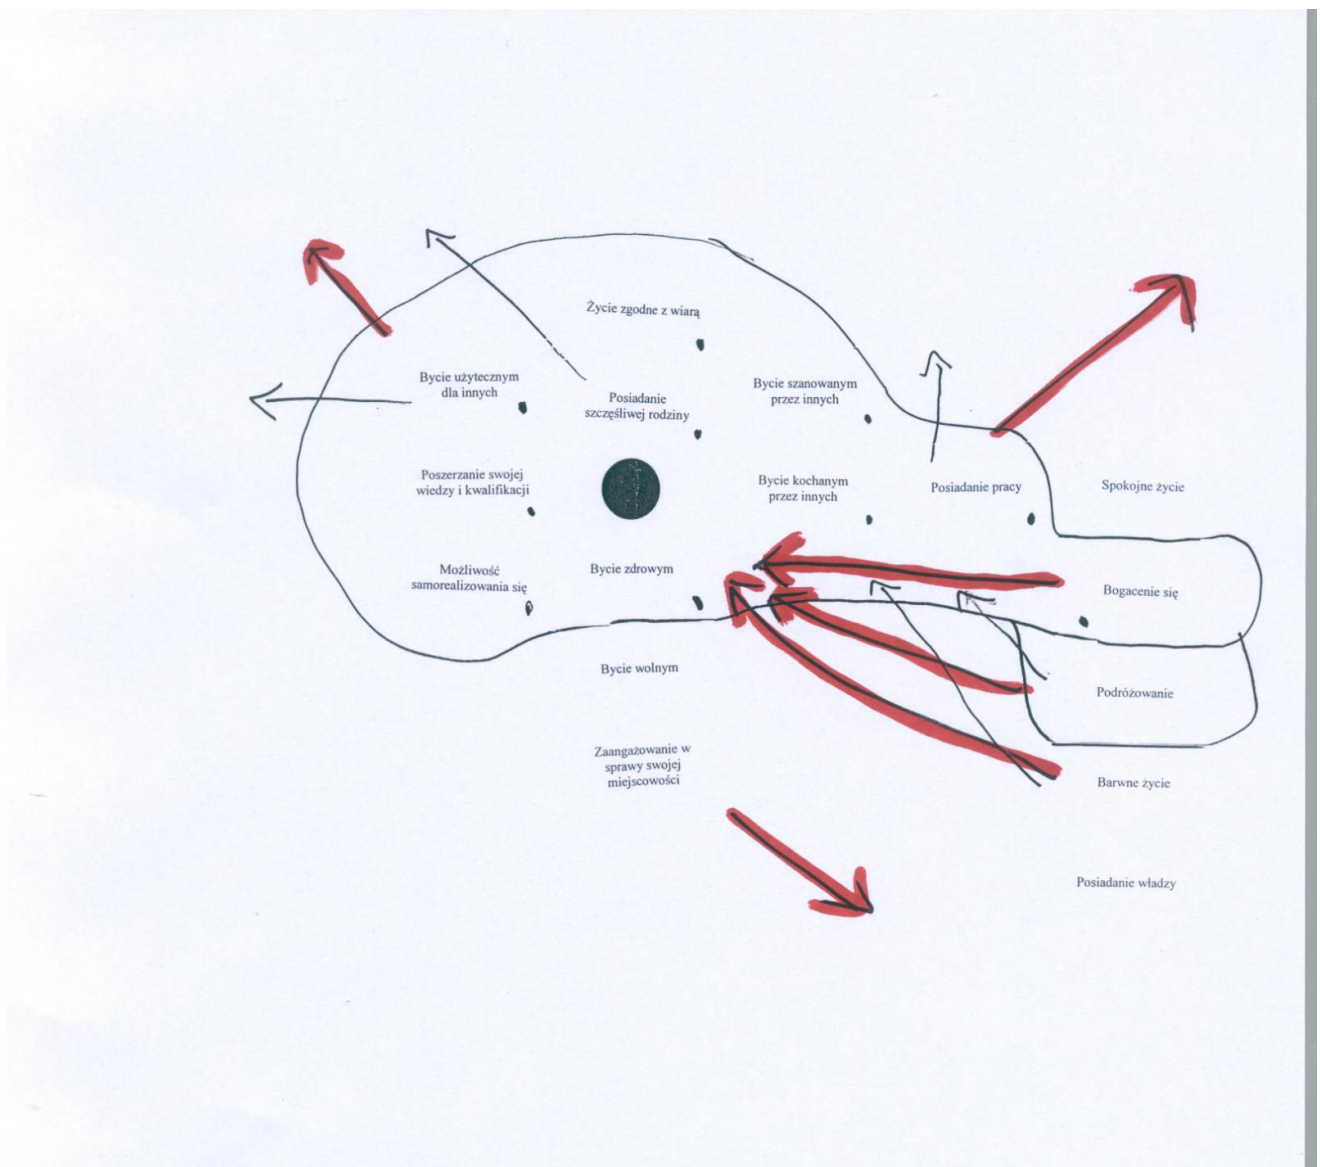 Życie zgodne z wiarą
Bycie użytecznym
dla innych
Posiadanie
szczęśliwej rodziny
Bycie szanowanym
przez innych
Poszerzanie swojej
wiedzy i kwalifikacji
Bycie kochanym
przez innych
Posiadanie pracy
Spokojne życie
Możliwość
samorealizowania się
Bycie zdrowym
Bogacenie się
Bycie wolnym
Podróżowanie
Zaangażowanie w
sprawy swojej
miejscowości
Barwne życie
Posiadanie władzy